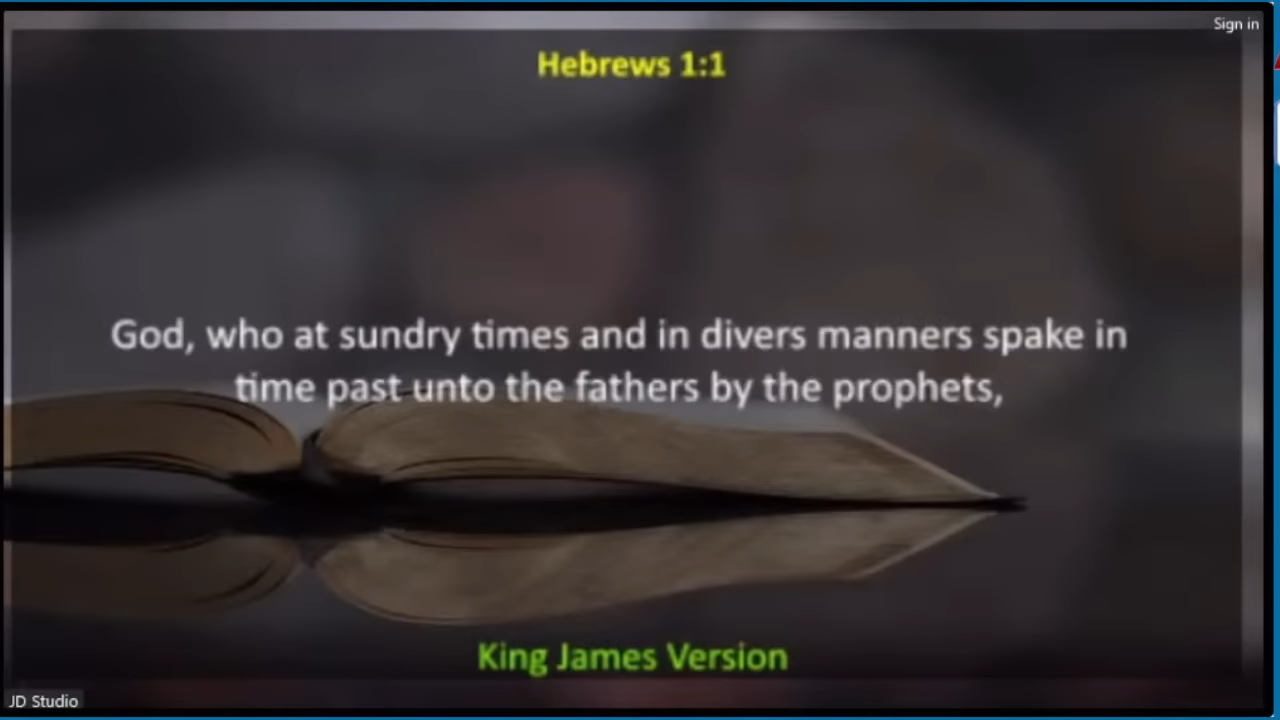 Sign in
Hebrews 1:1
God, who at sundry times and in divers manners spake in
time past unto the fathers by the prophets,
King James Version
JD Studio